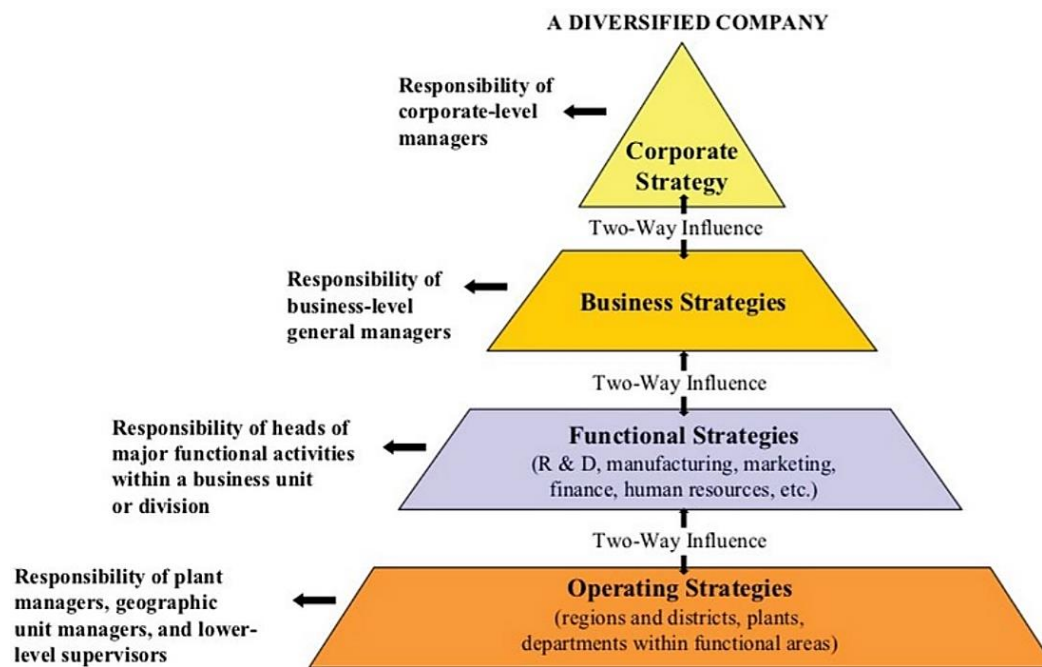 A DIVERSIFIED COMPANY
Responsibility of
corporate-level
managers
Corporate
Strategy
Two-Way Influence
Responsibility of
business-level
general managers
Business Strategies
Two-Way Influence
Responsibility of heads of
major functional activities
within a business unit
or division
Functional Strategies
(R & D, manufacturing, marketing,
finance, human resources, etc.)
Two-Way Influence
Responsibility of plant
managers, geographic
unit managers, and lower-
level supervisors
Operating Strategies
(regions and districts, plants,
departments within functional areas)